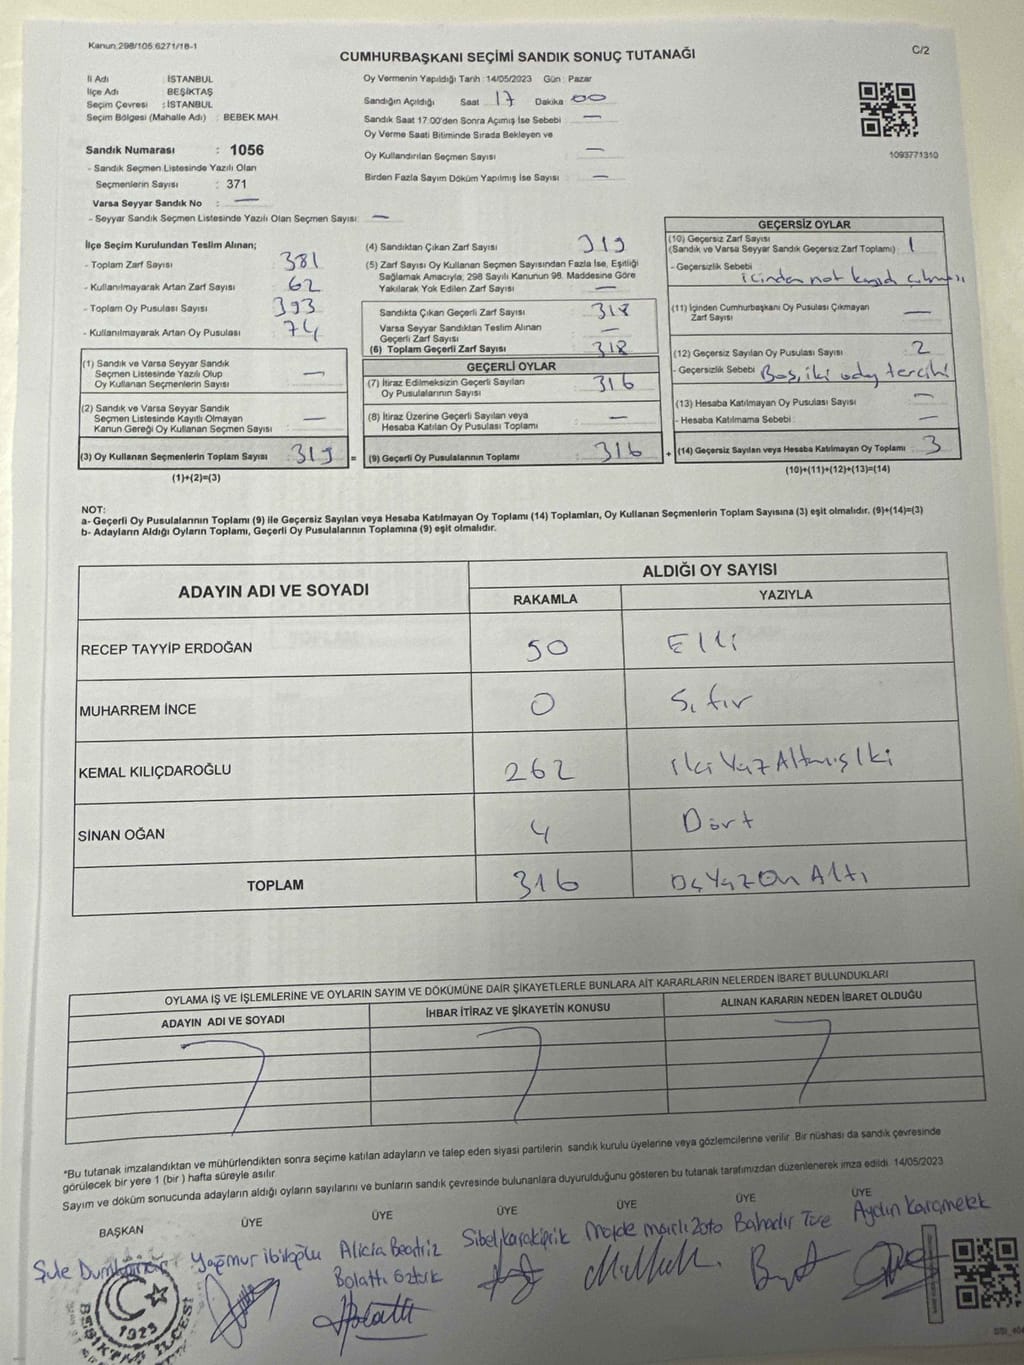 Kanun 298/105 6271/18-1
C/2
CUMHURBAŞKANI SEÇİMİ SANDIK SONUÇ TUTANAĞI
İl Adı : İSTANBUL
İlçe Adı : BEŞİKTAŞ
Seçim Çevresi : İSTANBUL
Seçim Bölgesi (Mahalle Adı) : BEBEK MAH.
Oy Vermenin Yapıldığı Tarih :14/05/2023 Gün : Pazar
Sandığın Açıldığı Saat 17 Dakika 00
Sandık Saat 17.00'den Sonra Açımış İse Sebebi —
Oy Verme Saati Bitiminde Sırada Bekleyen ve
Oy Kullandırılan Seçmen Sayısı —
Birden Fazla Sayım Döküm Yapılmış İse Sayısı —
1093771310
Sandık Numarası : 1056
- Sandık Seçmen Listesinde Yazılı Olan
Seçmenlerin Sayısı : 371
Varsa Seyyar Sandık No : —
- Seyyar Sandık Seçmen Listesinde Yazılı Olan Seçmen Sayısı: —
İlçe Seçim Kurulundan Teslim Alınan;
- Toplam Zarf Sayısı : 381
- Kullanılmayarak Artan Zarf Sayısı : 62
- Toplam Oy Pusulası Sayısı : 393
- Kullanılmayarak Artan Oy Pusulası : 74
(1) Sandık ve Varsa Seyyar Sandık
Seçmen Listesinde Yazılı Olup
Oy Kullanan Seçmenlerin Sayısı : —
(2) Sandık ve Varsa Seyyar Sandık
Seçmen Listesinde Kayıtlı Olmayan
Kanun Gereği Oy Kullanan Seçmen Sayısı : —
(3) Oy Kullanan Seçmenlerin Toplam Sayısı : 319 =
(1)+(2)=(3)
(4) Sandıktan Çıkan Zarf Sayısı : 319
(5) Zarf Sayısı Oy Kullanan Seçmen Sayısından Fazla İse, Eşitliği
Sağlamak Amacıyla, 298 Sayılı Kanunun 98. Maddesine Göre
Yakılarak Yok Edilen Zarf Sayısı : —
Sandıkta Çıkan Geçerli Zarf Sayısı : 318
Varsa Seyyar Sandıktan Teslim Alınan
Geçerli Zarf Sayısı : —
(6) Toplam Geçerli Zarf Sayısı : 318
GEÇERLİ OYLAR
(7) İtiraz Edilmeksizin Geçerli Sayılan
Oy Pusulalarının Sayısı : 316
(8) İtiraz Üzerine Geçerli Sayılan veya
Hesaba Katılan Oy Pusulası Toplamı : —
(9) Geçerli Oy Pusulalarının Toplamı : 316 +
GEÇERSİZ OYLAR
(10) Geçersiz Zarf Sayısı
(Sandık ve Varsa Seyyar Sandık Geçersiz Zarf Toplamı) : 1
- Geçersizlik Sebebi : içinden not kağıdı çıkması
(11) İçinden Cumhurbaşkanı Oy Pusulası Çıkmayan
Zarf Sayısı : —
(12) Geçersiz Sayılan Oy Pusulası Sayısı : 2
- Geçersizlik Sebebi : Boş, iki aday tercihi
(13) Hesaba Katılmayan Oy Pusulası Sayısı : —
- Hesaba Katılmama Sebebi : —
(14) Geçersiz Sayılan veya Hesaba Katılmayan Oy Toplamı : 3
(10)+(11)+(12)+(13)=(14)
NOT:
a- Geçerli Oy Pusulalarının Toplamı (9) ile Geçersiz Sayılan veya Hesaba Katılmayan Oy Toplamı (14) Toplamları, Oy Kullanan Seçmenlerin Toplam Sayısına (3) eşit olmalıdır. (9)+(14)=(3)
b- Adayların Aldığı Oyların Toplamı, Geçerli Oy Pusulalarının Toplamına (9) eşit olmalıdır.
ADAYIN ADI VE SOYADI
ALDIĞI OY SAYISI
RAKAMLA YAZIYLA
RECEP TAYYİP ERDOĞAN 50 Elli
MUHARREM İNCE 0 Sıfır
KEMAL KILIÇDAROĞLU 262 iki Yüz Altmış İki
SİNAN OĞAN 4 Dört
TOPLAM 316 Üç Yüz On Altı
OYLAMA İŞ VE İŞLEMLERİNE VE OYLARIN SAYIM VE DÖKÜMÜNE DAİR ŞİKAYETLERLE BUNLARA AİT KARARLARIN NELERDEN İBARET BULUNDUKLARI
ADAYIN ADI VE SOYADI İHBAR İTİRAZ VE ŞİKAYETİN KONUSU ALINAN KARARIN NEDEN İBARET OLDUĞU
*Bu tutanak imzalandıktan ve mühürlendikten sonra seçime katılan adayların ve talep eden siyasi partilerin sandık kurulu üyelerine veya gözlemcilerine verilir. Bir nüshası da sandık çevresinde
görülecek bir yere 1 (bir ) hafta süreyle asılır.
Sayım ve döküm sonucunda adayların aldığı oyların sayılarını ve bunların sandık çevresinde bulunanlara duyurulduğunu gösteren bu tutanak tarafımızdan düzenlenerek imza edildi. 14/05/2023
BAŞKAN ÜYE ÜYE ÜYE ÜYE ÜYE ÜYE
Şule
Yağmur
Alicia Beatriz
Bolattı Öztürk
Sibel Karakiprik
Bahadır Türe
Aydın Karamelek
1923
BEŞİKTAŞ İLÇESİ